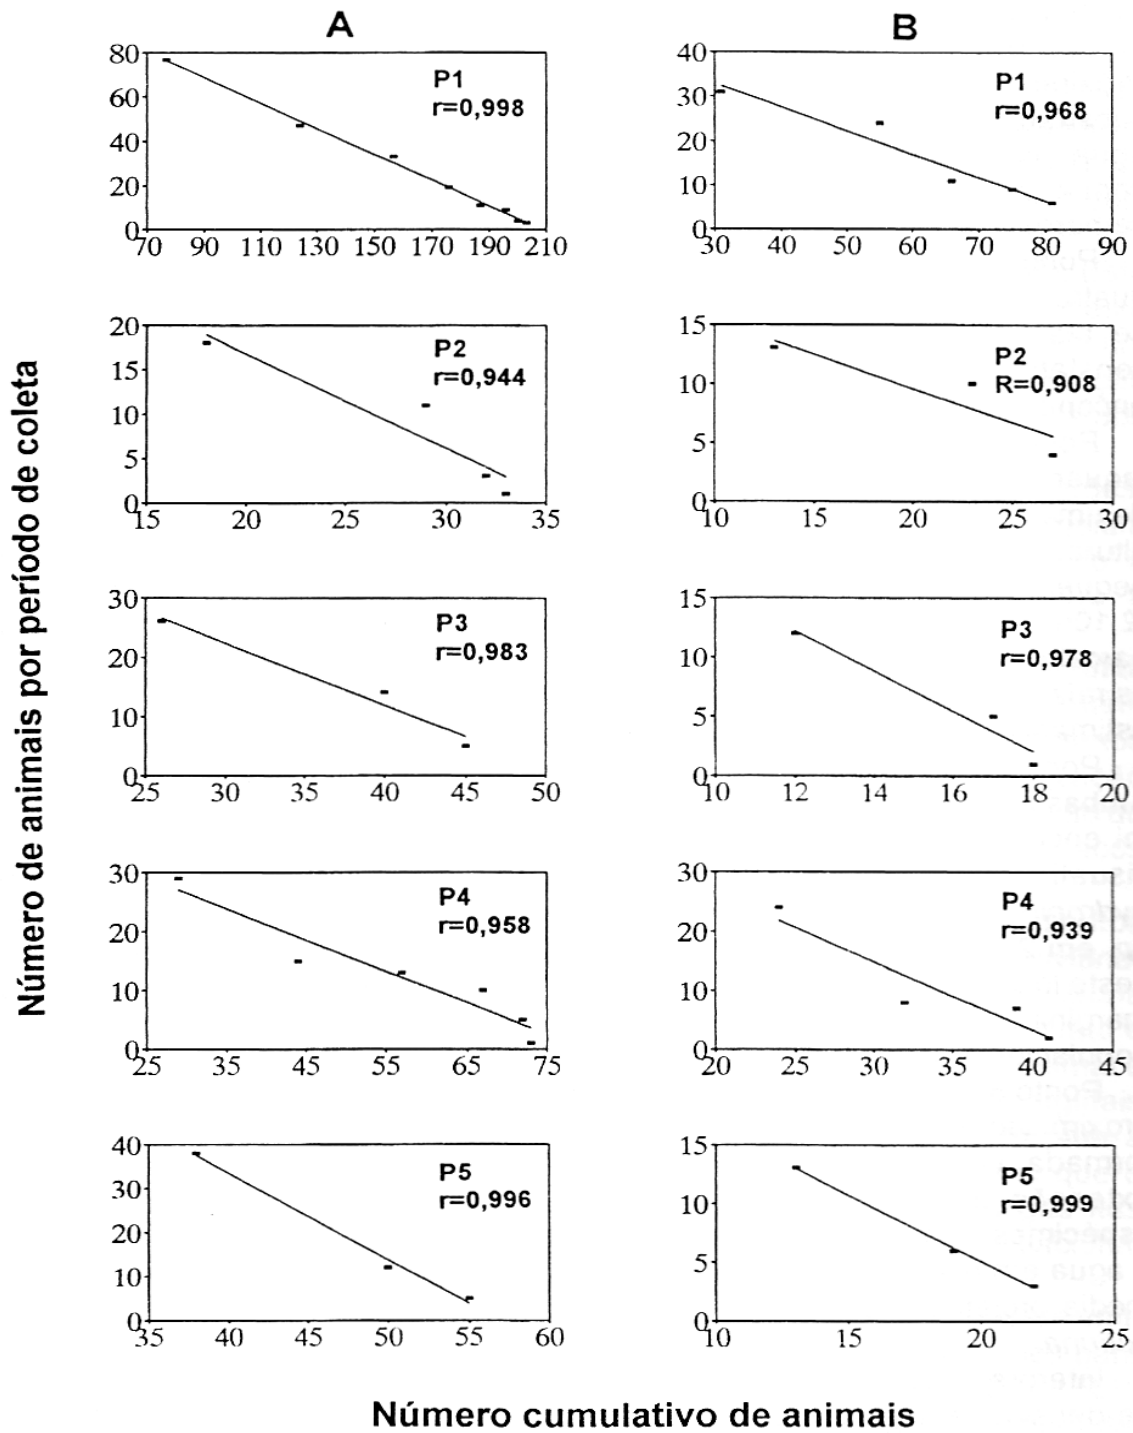 A B
80
60
40
20
0
70 90 110 130 150 170 190 210
P1
r=0,998
40
30
20
10
0
30 40 50 60 70 80 90
P1
r=0,968
20
15
10
5
0
15 20 25 30 35
P2
r=0,944
15
10
5
0
10 15 20 25 30
P2
R=0,908
30
20
10
0
25 30 35 40 45 50
P3
r=0,983
15
10
5
0
10 12 14 16 18 20
P3
r=0,978
30
20
10
0
25 35 45 55 65 75
P4
r=0,958
30
20
10
0
20 25 30 35 40 45
P4
r=0,939
40
30
20
10
0
35 40 45 50 55 60
P5
r=0,996
15
10
5
0
10 15 20 25
P5
r=0,999
Número de animais por período de coleta
Número cumulativo de animais